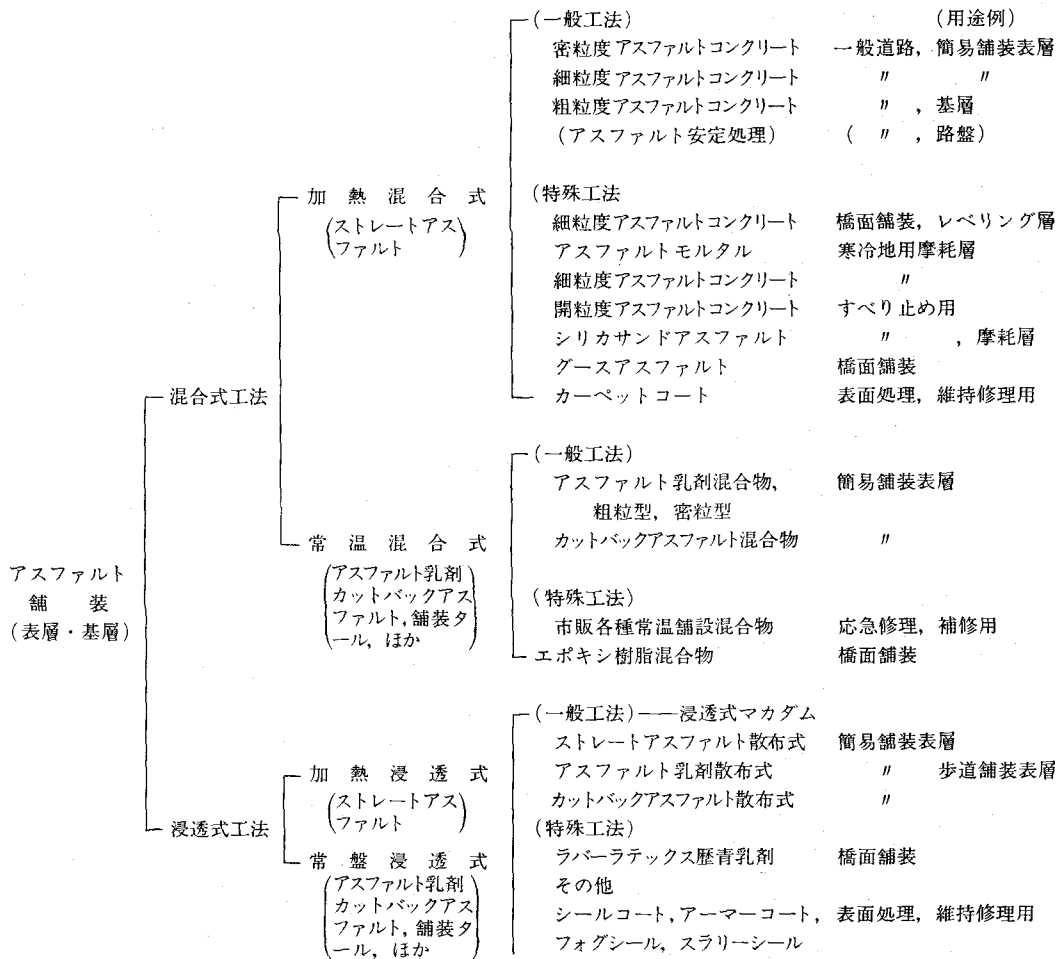 (一般工法) (用途例)
密粒度アスファルトコンクリート 一般道路, 簡易舗装表層
細粒度アスファルトコンクリート 〃 〃
粗粒度アスファルトコンクリート 〃 , 基層
(アスファルト安定処理) ( 〃 , 路盤)
加熱混合式
(ストレートアス
ファルト)
(特殊工法
細粒度アスファルトコンクリート 橋面舗装, レベリング層
アスファルトモルタル 寒冷地用摩耗層
細粒度アスファルトコンクリート 〃
開粒度アスファルトコンクリート すべり止め用
シリカサンドアスファルト 〃 , 摩耗層
グースアスファルト 橋面舗装
カーペットコート 表面処理, 維持修理用
混合式工法
(一般工法)
アスファルト乳剤混合物, 簡易舗装表層
粗粒型, 密粒型
カットバックアスファルト混合物 〃
常温混合式
(アスファルト乳剤
カットバックアス
ファルト, 舗装タ
ール, ほか)
(特殊工法)
市販各種常温舗設混合物 応急修理, 補修用
エポキシ樹脂混合物 橋面舗装
アスファルト
舗装
(表層・基層)
(一般工法)――浸透式マカダム
ストレートアスファルト散布式 簡易舗装表層
アスファルト乳剤散布式 〃 歩道舗装表層
カットバックアスファルト散布式 〃
加熱浸透式
(ストレートアス
ファルト)
浸透式工法
(特殊工法)
ラバーラテックス歴青乳剤 橋面舗装
その他
シールコート, アーマーコート, 表面処理, 維持修理用
フォグシール, スラリーシール
常盤浸透式
(アスファルト乳剤
カットバックアス
ファルト, 舗装タ
ール, ほか)